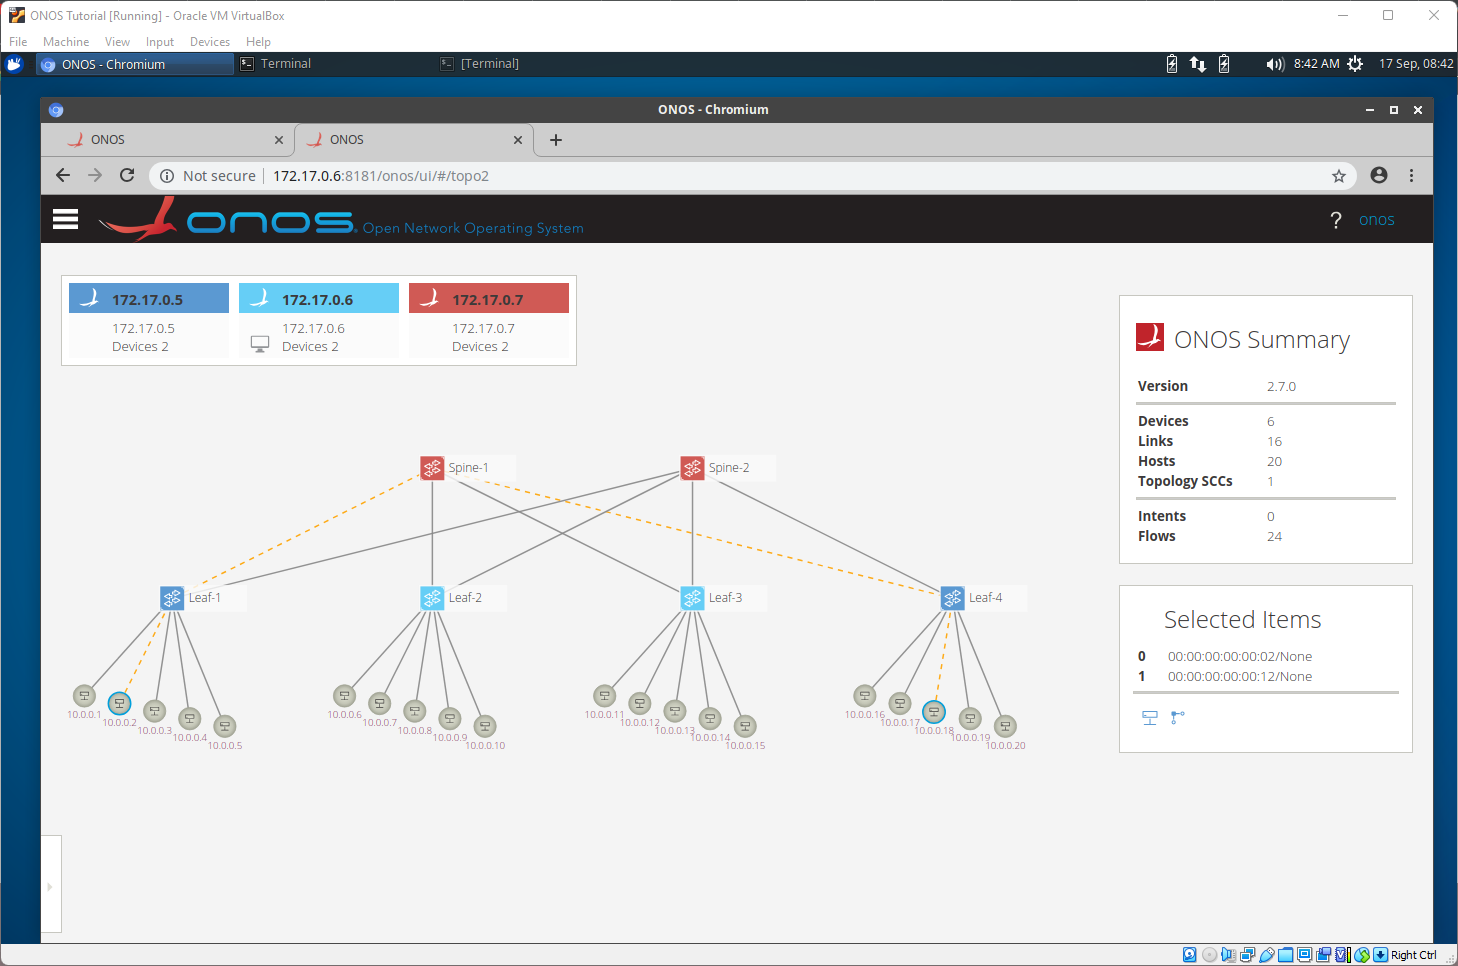 ONOS Tutorial [Running] - Oracle VM VirtualBox
File Machine View Input Devices Help
ONOS - Chromium Terminal [Terminal] 8:42 AM 17 Sep, 08:42
ONOS - Chromium
ONOS ONOS
Not secure 172.17.0.6:8181/onos/ui/#/topo2
onos Open Network Operating System ? onos
172.17.0.5 172.17.0.6 172.17.0.7
172.17.0.5 172.17.0.6 172.17.0.7
Devices 2 Devices 2 Devices 2
ONOS Summary
Version 2.7.0
Devices 6
Links 16
Hosts 20
Topology SCCs 1
Intents 0
Flows 24
Spine-1 Spine-2
Leaf-1 Leaf-2 Leaf-3 Leaf-4
Selected Items
0 00:00:00:00:00:02/None
1 00:00:00:00:00:12/None
10.0.0.1 10.0.0.2 10.0.0.3 10.0.0.4 10.0.0.5
10.0.0.6 10.0.0.7 10.0.0.8 10.0.0.9 10.0.0.10
10.0.0.11 10.0.0.12 10.0.0.13 10.0.0.14 10.0.0.15
10.0.0.16 10.0.0.17 10.0.0.18 10.0.0.19 10.0.0.20
Right Ctrl